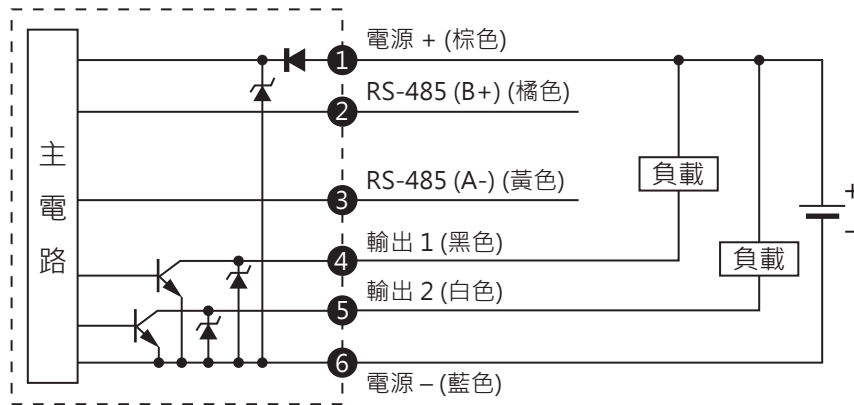 主電路
1
電源 + (棕色)
2
RS-485 (B+) (橘色)
3
RS-485 (A-) (黃色)
4
輸出 1 (黑色)
5
輸出 2 (白色)
6
電源 – (藍色)
負載
負載
+
–